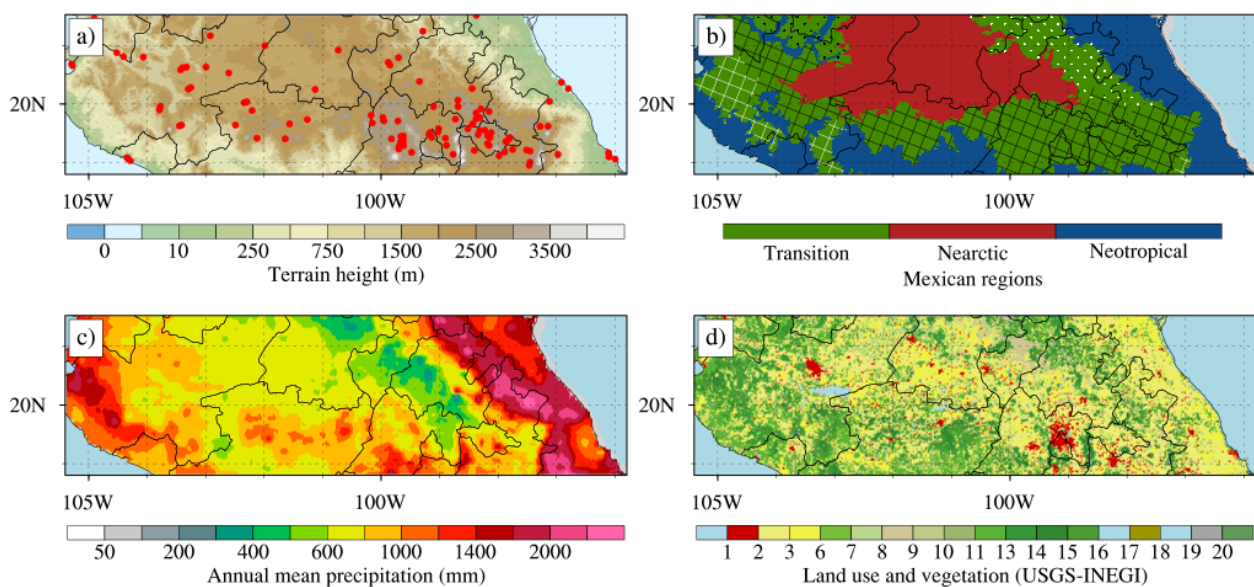 a)
b)
20N
20N
105W
100W
105W
100W
0
10
250
750
1500
2500
3500
Terrain height (m)
Transition
Nearctic
Neotropical
Mexican regions
c)
d)
20N
20N
105W
100W
105W
100W
50
200
400
600
1000
1400
2000
Annual mean precipitation (mm)
1 2 3 6 7 8 9 10 11 13 14 15 16 17 18 19 20
Land use and vegetation (USGS-INEGI)